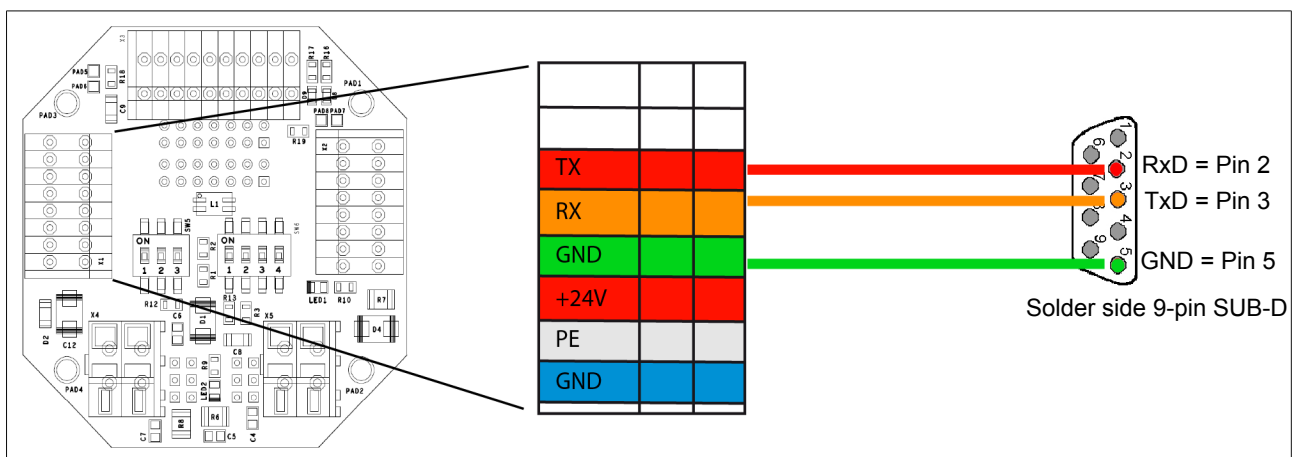 X3
R17
R16
PAD5
PAD6
R18
C9
PAD3
PAD1
D9
PAD8
PAD7
R19
X2
X1
L1
SW5
ON
1 2 3
ON
1 2 3 4
R2
R1
R12
R13
R3
LED1
R10
R7
D2
C12
X4
C6
D1
X5
C8
D4
R9
LED2
PAD4
PAD2
C7
R8
R6
C5
C4
TX
RX
GND
+24V
PE
GND
1
6
2
7
3
8
4
9
5
RxD = Pin 2
TxD = Pin 3
GND = Pin 5
Solder side 9-pin SUB-D